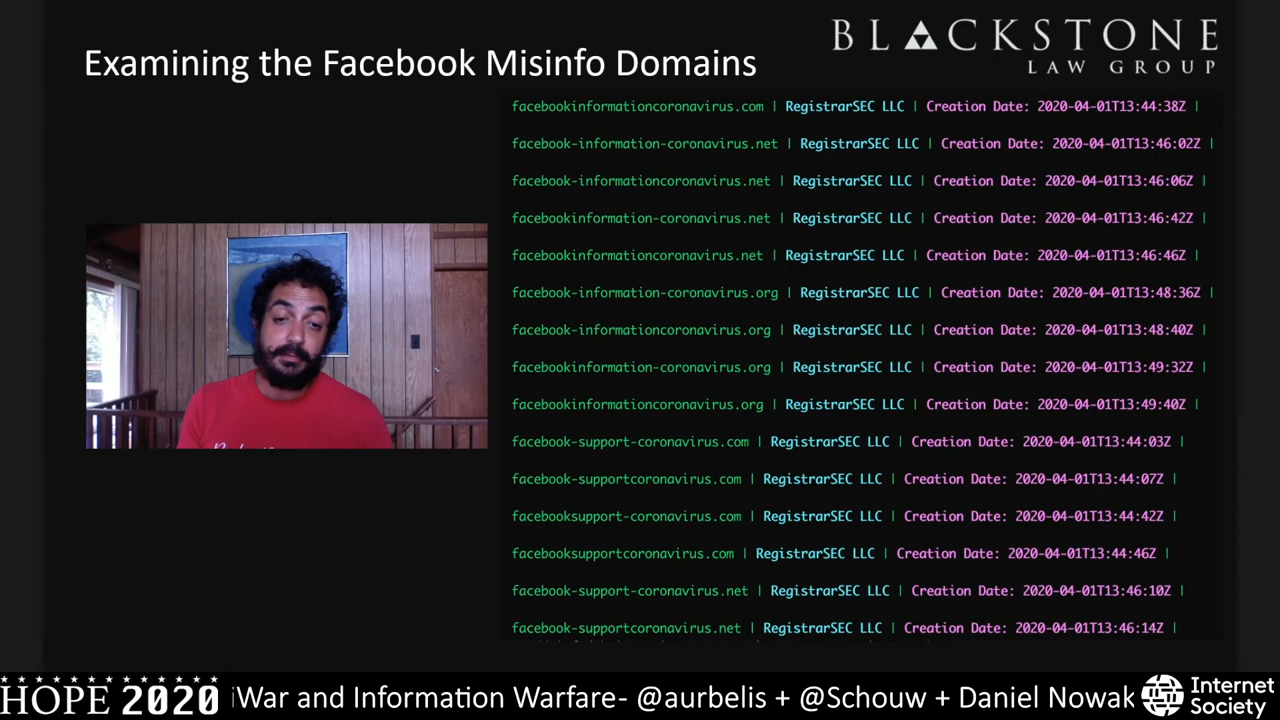 Examining the Facebook Misinfo Domains
BLACKSTONE
LAW GROUP
facebookinformationcoronavirus.com | RegistrarSEC LLC | Creation Date: 2020-04-01T13:44:38Z |
facebook-information-coronavirus.net | RegistrarSEC LLC | Creation Date: 2020-04-01T13:46:02Z |
facebook-informationcoronavirus.net | RegistrarSEC LLC | Creation Date: 2020-04-01T13:46:06Z |
facebookinformation-coronavirus.net | RegistrarSEC LLC | Creation Date: 2020-04-01T13:46:42Z |
facebookinformationcoronavirus.net | RegistrarSEC LLC | Creation Date: 2020-04-01T13:46:46Z |
facebook-information-coronavirus.org | RegistrarSEC LLC | Creation Date: 2020-04-01T13:48:36Z |
facebook-informationcoronavirus.org | RegistrarSEC LLC | Creation Date: 2020-04-01T13:48:40Z |
facebookinformation-coronavirus.org | RegistrarSEC LLC | Creation Date: 2020-04-01T13:49:32Z |
facebookinformationcoronavirus.org | RegistrarSEC LLC | Creation Date: 2020-04-01T13:49:40Z |
facebook-support-coronavirus.com | RegistrarSEC LLC | Creation Date: 2020-04-01T13:44:03Z |
facebook-supportcoronavirus.com | RegistrarSEC LLC | Creation Date: 2020-04-01T13:44:07Z |
facebooksupport-coronavirus.com | RegistrarSEC LLC | Creation Date: 2020-04-01T13:44:42Z |
facebooksupportcoronavirus.com | RegistrarSEC LLC | Creation Date: 2020-04-01T13:44:46Z |
facebook-support-coronavirus.net | RegistrarSEC LLC | Creation Date: 2020-04-01T13:46:10Z |
facebook-supportcoronavirus.net | RegistrarSEC LLC | Creation Date: 2020-04-01T13:46:14Z |
HOPE 2020 iWar and Information Warfare- @aurbelis + @Schouw + Daniel Nowak
Internet
Society